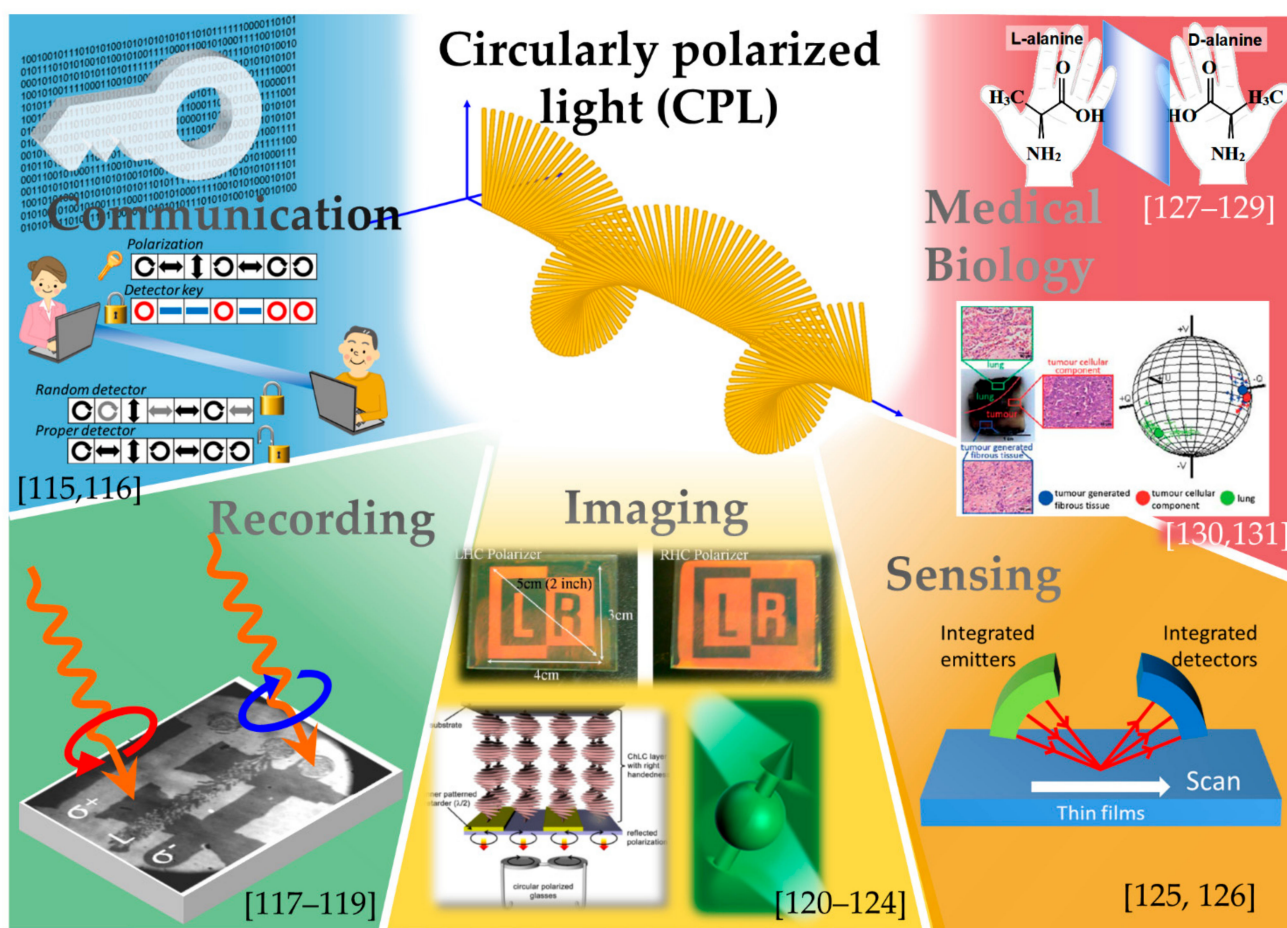 Circularly polarized
light (CPL)
Communication
Polarization
Detector key
Random detector
Proper detector
[115,116]
L-alanine
D-alanine
O
H₃C
OH
NH₂
O
HO
H₃C
NH₂
[127–129]
Medical
Biology
lung
tumour cellular
component
lung
tumour
tumour generated
fibrous tissue
+V
-Q
+U
+Q
-V
tumour generated
fibrous tissue
tumour cellular
component
lung
[130,131]
Recording
σ+
L
σ-
[117–119]
Imaging
LHC Polarizer
5cm (2 inch)
L R
3cm
4cm
RHC Polarizer
L R
substrate
ChLC layer
with right
handedness
retarder (λ/2)
reflected
polarization
circular polarized
glasses
[120–124]
Sensing
Integrated
emitters
Integrated
detectors
Scan
Thin films
[125, 126]